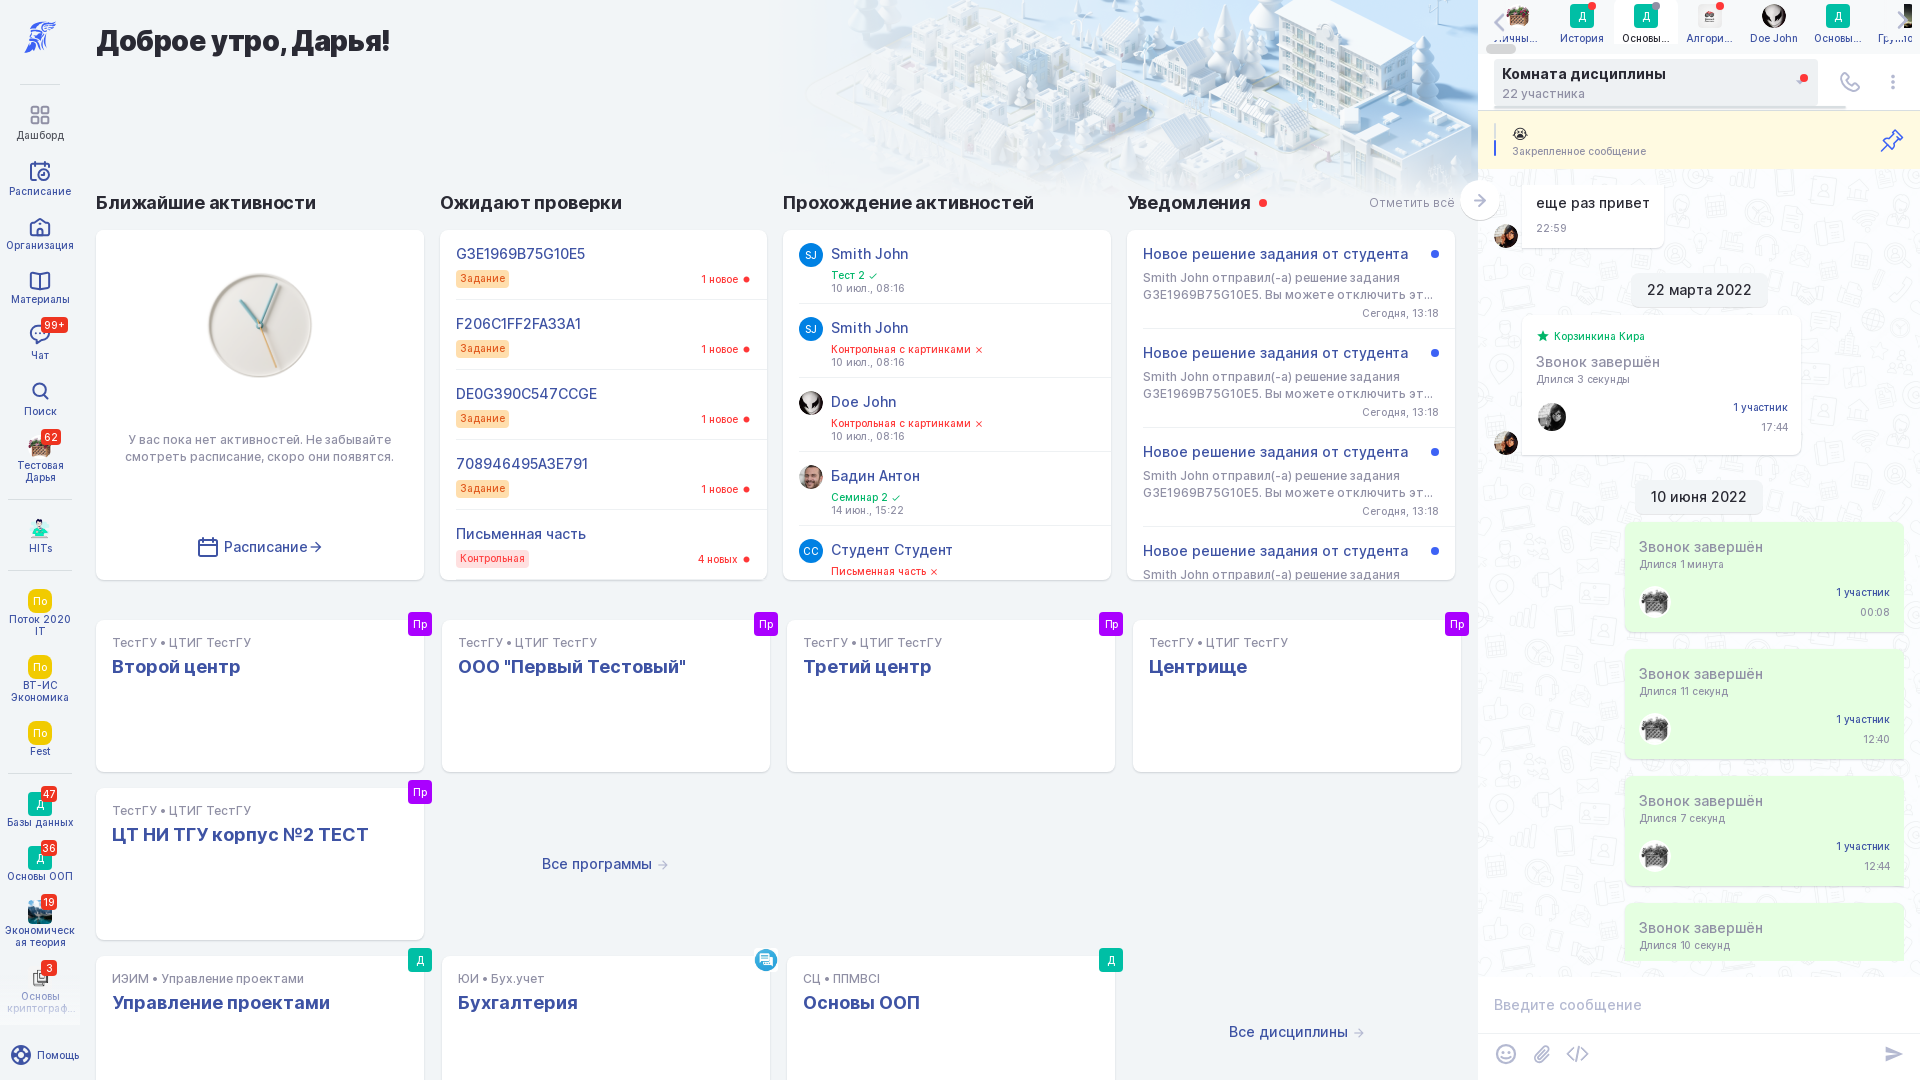 Доброе утро, Дарья!
Дашборд
Расписание
Организация
Материалы
99+
Чат
Поиск
62
Тестовая
Дарья
HITs
По
Поток 2020
IT
По
ВТ-ИС
Экономика
По
Fest
47
Д
Базы данных
36
Д
Основы ООП
19
Экономическ
ая теория
3
Основы
криптограф...
Помощь
Ближайшие активности
У вас пока нет активностей. Не забывайте
смотреть расписание, скоро они появятся.
Расписание
Ожидают проверки
G3E1969B75G10E5
Задание
1 новое
F206C1FF2FA33A1
Задание
1 новое
DE0G390C547CCGE
Задание
1 новое
708946495A3E791
Задание
1 новое
Письменная часть
Контрольная
4 новых
Прохождение активностей
SJ
Smith John
Тест 2
10 июл., 08:16
SJ
Smith John
Контрольная с картинками
10 июл., 08:16
Doe John
Контрольная с картинками
10 июл., 08:16
Бадин Антон
Семинар 2
14 июн., 15:22
СС
Студент Студент
Письменная часть
Уведомления
Отметить всё
Новое решение задания от студента
Smith John отправил(-а) решение задания
G3E1969B75G10E5. Вы можете отключить эт...
Сегодня, 13:18
Новое решение задания от студента
Smith John отправил(-а) решение задания
G3E1969B75G10E5. Вы можете отключить эт...
Сегодня, 13:18
Новое решение задания от студента
Smith John отправил(-а) решение задания
G3E1969B75G10E5. Вы можете отключить эт...
Сегодня, 13:18
Новое решение задания от студента
Smith John отправил(-а) решение задания
Пр
ТестГУ • ЦТИГ ТестГУ
Второй центр
Пр
ТестГУ • ЦТИГ ТестГУ
ООО "Первый Тестовый"
Пр
ТестГУ • ЦТИГ ТестГУ
Третий центр
Пр
ТестГУ • ЦТИГ ТестГУ
Центрище
Пр
ТестГУ • ЦТИГ ТестГУ
ЦТ НИ ТГУ корпус №2 ТЕСТ
Все программы
Д
ИЭИМ • Управление проектами
Управление проектами
ЮИ • Бух.учет
Бухгалтерия
Д
СЦ • ППМВCI
Основы ООП
Все дисциплины
Д
История
Д
Основы...
Алгори...
Doe John
Д
Основы...
Комната дисциплины
22 участника
Закрепленное сообщение
еще раз привет
22:59
22 марта 2022
Корзинкина Кира
Звонок завершён
Длился 3 секунды
1 участник
17:44
10 июня 2022
Звонок завершён
Длился 1 минута
1 участник
00:08
Звонок завершён
Длился 11 секунд
1 участник
12:40
Звонок завершён
Длился 7 секунд
1 участник
12:44
Звонок завершён
Длился 10 секунд
Введите сообщение